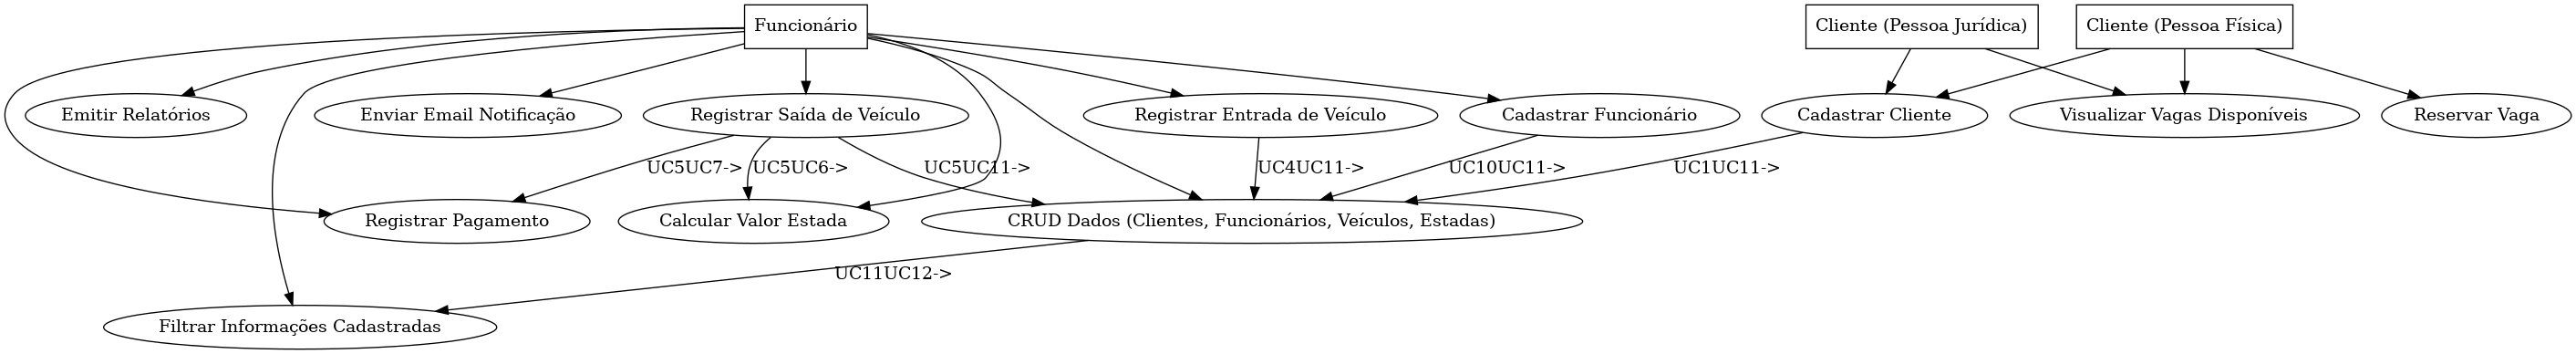 Funcionário
Cliente (Pessoa Jurídica)
Cliente (Pessoa Física)
Emitir Relatórios
Enviar Email Notificação
Registrar Saída de Veículo
Registrar Entrada de Veículo
Cadastrar Funcionário
Cadastrar Cliente
Visualizar Vagas Disponíveis
Reservar Vaga
UC5UC7->
UC5UC6->
UC5UC11->
UC4UC11->
UC10UC11->
UC1UC11->
Registrar Pagamento
Calcular Valor Estada
CRUD Dados (Clientes, Funcionários, Veículos, Estadas)
UC11UC12->
Filtrar Informações Cadastradas